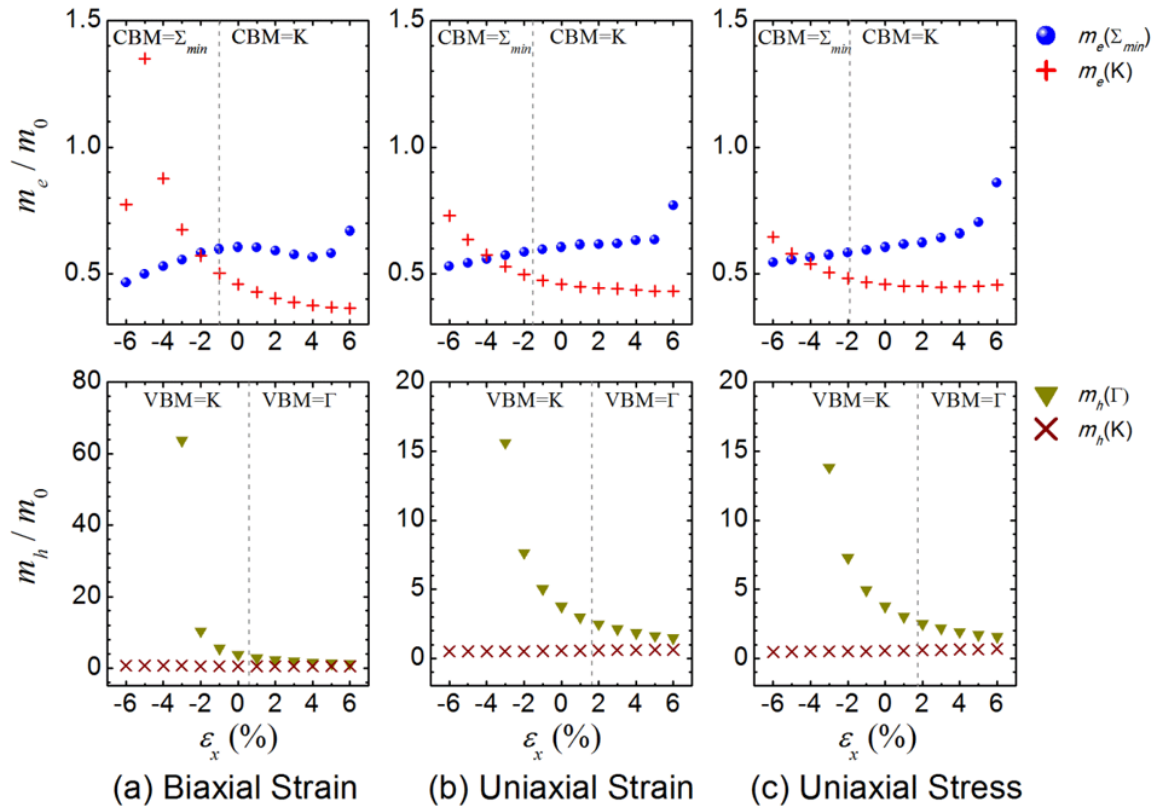 CBM=Σmin CBM=K
CBM=Σmin CBM=K
CBM=Σmin CBM=K
me(Σmin)
me(K)
1.5
1.0
0.5
me / m0
-6 -4 -2 0 2 4 6
1.5
1.0
0.5
-6 -4 -2 0 2 4 6
1.5
1.0
0.5
-6 -4 -2 0 2 4 6
VBM=K VBM=Γ
VBM=K VBM=Γ
VBM=K VBM=Γ
mh(Γ)
mh(K)
80
60
40
20
0
mh / m0
-6 -4 -2 0 2 4 6
20
15
10
5
0
-6 -4 -2 0 2 4 6
20
15
10
5
0
-6 -4 -2 0 2 4 6
εx (%)
εx (%)
εx (%)
(a) Biaxial Strain (b) Uniaxial Strain (c) Uniaxial Stress